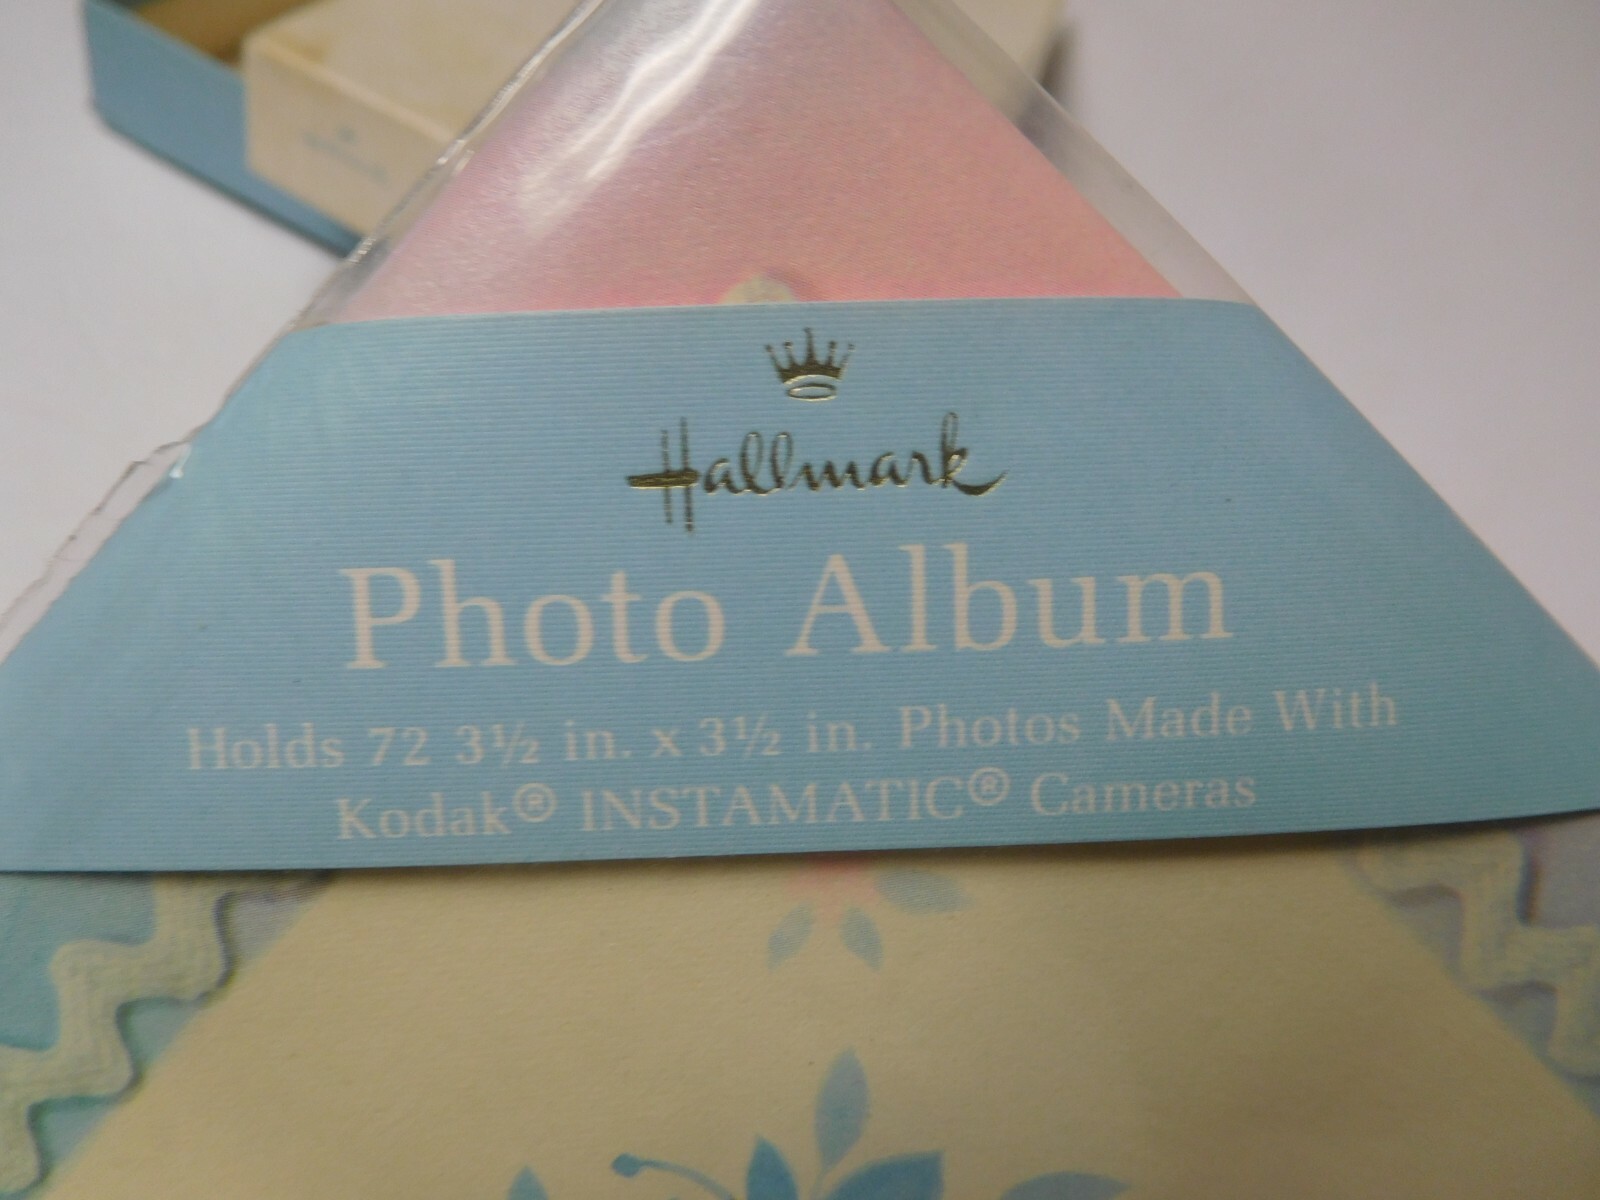 Hallmark
Photo Album
Holds 72 3½ in. x 3½ in. Photos Made With
Kodak® INSTAMATIC® Cameras